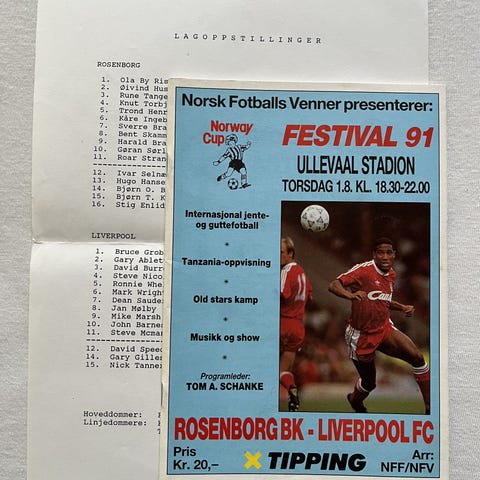 LAGOPPSTILLINGER
ROSENBORG
1. Ola By Ris
2. Øivind Hus
3. Rune Tange
4. Knut Torbj
5. Trond Henr
6. Kåre Ingeb
7. Sverre Bra
8. Bent Skamm
9. Harald Bra
10. Gøran Sørl
11. Roar Stran
12. Ivar Selnæ
13. Hugo Hanse
14. Bjørn O. B
15. Bjørn T. K
16. Stig Enlid
LIVERPOOL
1. Bruce Grob
2. Gary Ablet
3. David Burr
4. Steve Nico
5. Ronnie Whe
6. Mark Wrigh
7. Dean Saude
8. Jan Mølby
9. Mike Marsh
10. John Barne
11. Steve Mcma
12. David Spee
14. Gary Gille
15. Nick Tanne
Hoveddommer:
Linjedommere:
Norsk Fotballs Venner presenterer:
Norway
Cup
FESTIVAL 91
ULLEVAAL STADION
TORSDAG 1.8. KL. 18.30-22.00
Internasjonal jente-
og guttefotball
*
Tanzania-oppvisning
*
Old stars kamp
*
Musikk og show
Programleder:
TOM A. SCHANKE
Can
ROSENBORG BK - LIVERPOOL FC
Pris
Kr. 20,–
TIPPING
Arr:
NFF/NFV